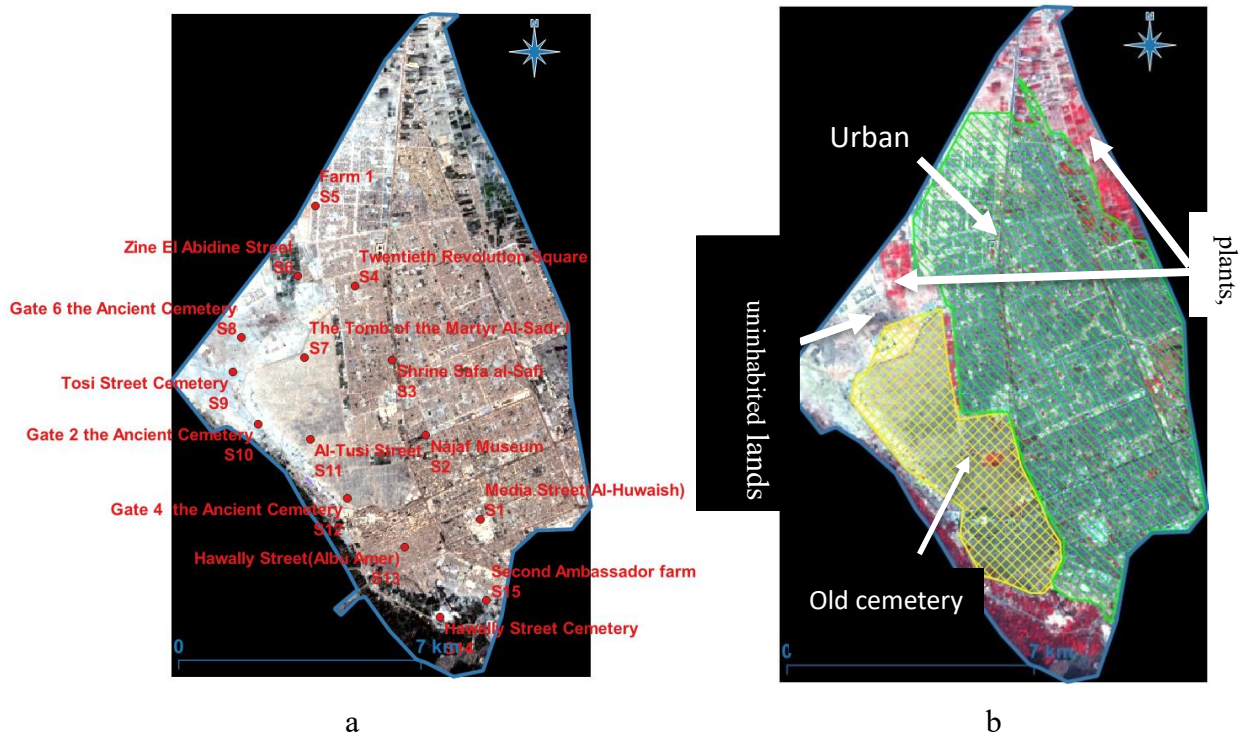 N
Farm 1
S5
Zine El Abidine Street
S6
Twentieth Revolution Square
S4
Gate 6 the Ancient Cemetery
S8
The Tomb of the Martyr Al-Sadr I
S7
Shrine Safa al-Safi
S3
Tosi Street Cemetery
S9
Gate 2 the Ancient Cemetery
S10
Al-Tusi Street
S11
Najaf Museum
S2
Media Street(Al-Huwaish)
S1
Gate 4 the Ancient Cemetery
S12
Hawally Street(Albu Amer)
S13
Second Ambassador farm
S15
Hawally Street Cemetery
S14
0
7 km
a
N
Urban
plants,
uninhabited lands
Old cemetery
0
7 km
b